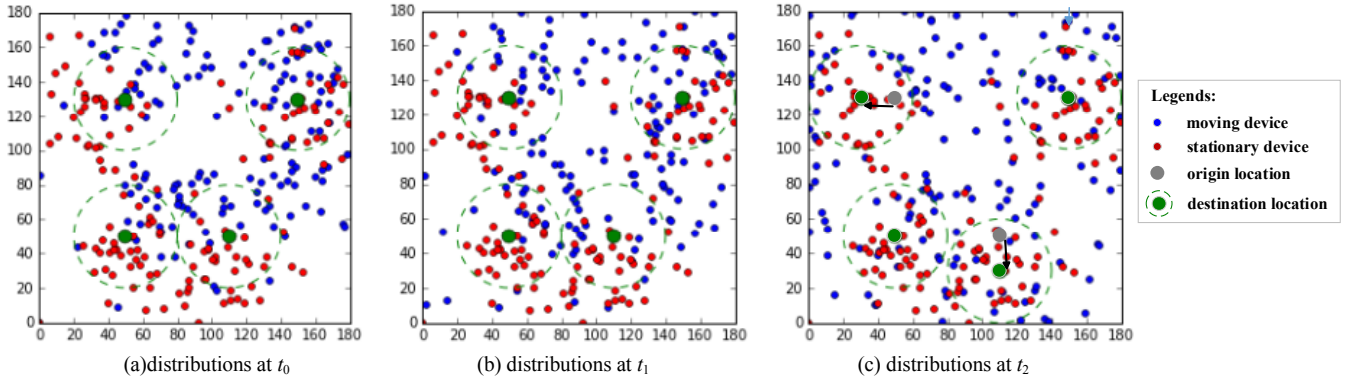 180
160
140
120
100
80
60
40
20
0
0 20 40 60 80 100 120 140 160 180
(a)distributions at t0
180
160
140
120
100
80
60
40
20
0
0 20 40 60 80 100 120 140 160 180
(b) distributions at t1
180
160
140
120
100
80
60
40
20
0
0 20 40 60 80 100 120 140 160 180
(c) distributions at t2
Legends:
moving device
stationary device
origin location
destination location